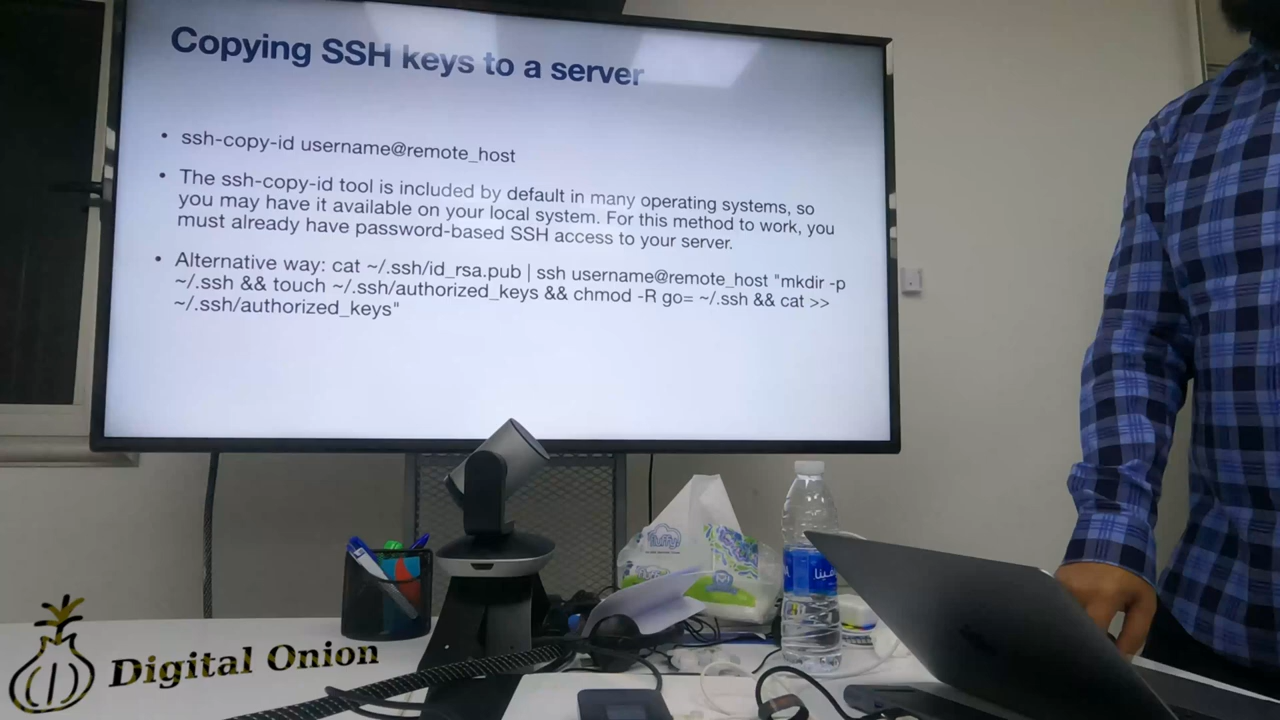 Copying SSH keys to a server
• ssh-copy-id username@remote_host
• The ssh-copy-id tool is included by default in many operating systems, so
you may have it available on your local system. For this method to work, you
must already have password-based SSH access to your server.
• Alternative way: cat ~/.ssh/id_rsa.pub | ssh username@remote_host "mkdir -p
~/.ssh && touch ~/.ssh/authorized_keys && chmod -R go= ~/.ssh && cat >>
~/.ssh/authorized_keys"
Digital Onion